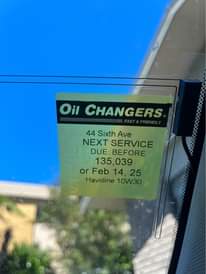 OIL CHANGERS.
FAST & FRIENDLY
44 Sixth Ave
NEXT SERVICE
DUE: BEFORE
135,039
or Feb 14, 25
Havoline 10W30